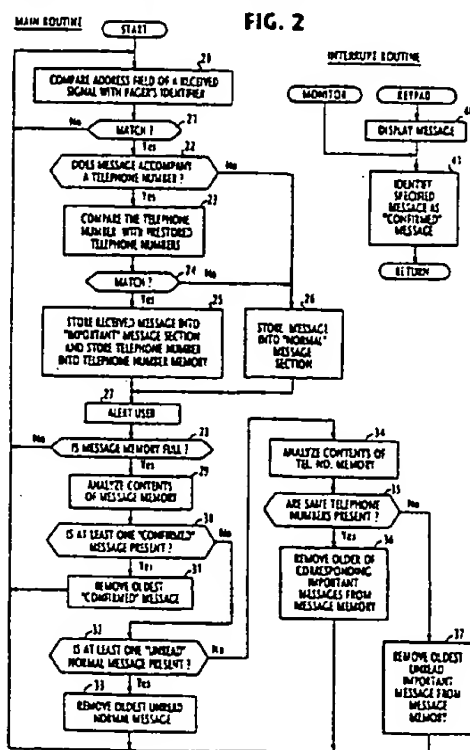 FIG. 2
MAIN ROUTINE
START
20
COMPARE ADDRESS FIELD OF A RECEIVED
SIGNAL WITH PAGER'S IDENTIFIER
21
No
MATCH ?
Yes
22
DOES MESSAGE ACCOMPANY
A TELEPHONE NUMBER ?
No
Yes
23
COMPARE THE TELEPHONE
NUMBER WITH PRESTORED
TELEPHONE NUMBERS
24
MATCH ?
No
Yes
25
STORE RECEIVED MESSAGE INTO
"IMPORTANT" MESSAGE SECTION
AND STORE TELEPHONE NUMBER
INTO TELEPHONE NUMBER MEMORY
26
STORE MESSAGE
INTO "NORMAL"
MESSAGE
SECTION
27
ALERT USER
28
No
IS MESSAGE MEMORY FULL ?
Yes
29
ANALYZE CONTENTS
OF MESSAGE MEMORY
30
IS AT LEAST ONE "CONFIRMED"
MESSAGE PRESENT ?
No
Yes
31
REMOVE OLDEST
"CONFIRMED" MESSAGE
32
IS AT LEAST ONE "UNREAD"
NORMAL MESSAGE PRESENT ?
No
Yes
33
REMOVE OLDEST UNREAD
NORMAL MESSAGE
34
ANALYZE CONTENTS
OF TEL. NO. MEMORY
35
ARE SAME TELEPHONE
NUMBERS PRESENT ?
No
Yes
36
REMOVE OLDER OF
CORRESPONDING
IMPORTANT
MESSAGES FROM
MESSAGE MEMORY
37
REMOVE OLDEST
UNREAD
IMPORTANT
MESSAGE FROM
MESSAGE
MEMORY
INTERRUPT ROUTINE
MONITOR
KEYPAD
40
DISPLAY MESSAGE
41
IDENTIFY
SPECIFIED
MESSAGE AS
"CONFIRMED"
MESSAGE
RETURN